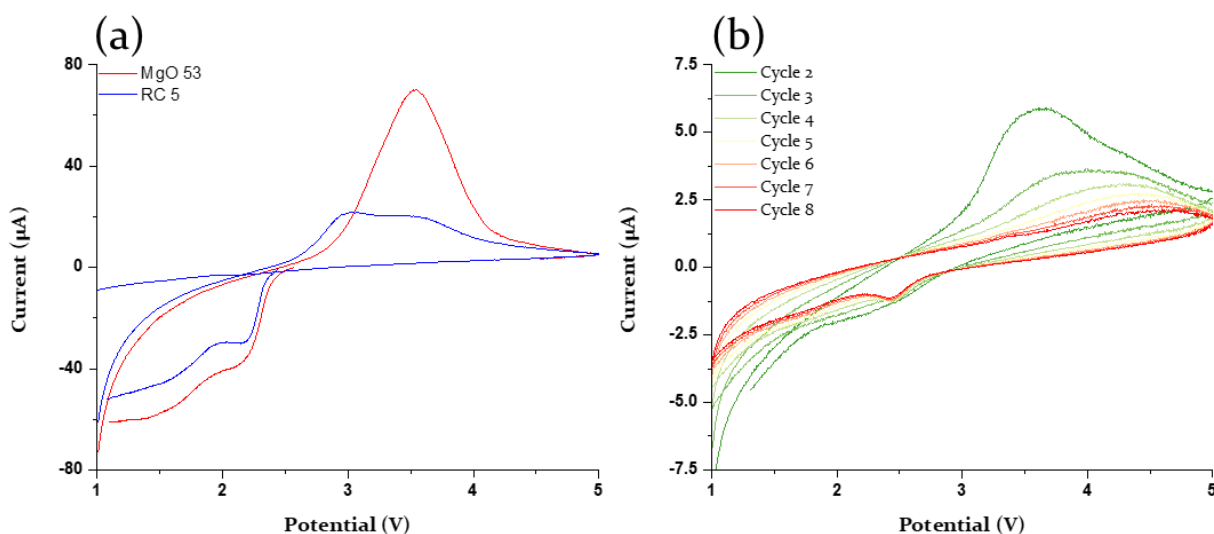 (a)
80
40
0
-40
-80
1
2
3
4
5
Current (µA)
Potential (V)
MgO 53
RC 5
(b)
7.5
5.0
2.5
0.0
-2.5
-5.0
-7.5
1
2
3
4
5
Current (µA)
Potential (V)
Cycle 2
Cycle 3
Cycle 4
Cycle 5
Cycle 6
Cycle 7
Cycle 8